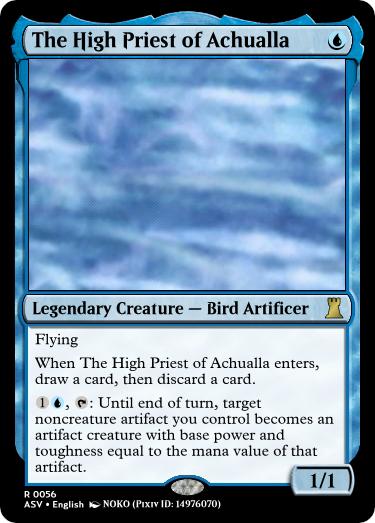 The High Priest of Achualla
Legendary Creature — Bird Artificer
Flying
When The High Priest of Achualla enters,
draw a card, then discard a card.
1, : Until end of turn, target
noncreature artifact you control becomes an
artifact creature with base power and
toughness equal to the mana value of that
artifact.
1/1
R 0056
ASV • English NOKO (Pixiv ID: 14976070)